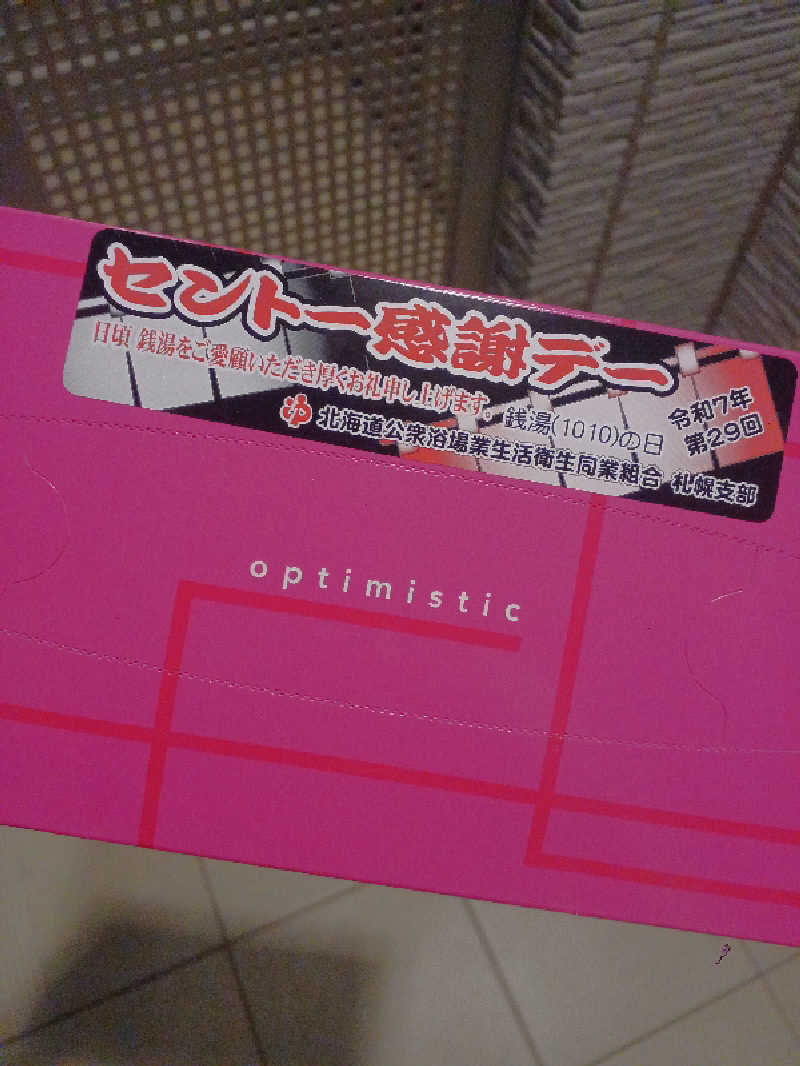 セントー感謝デー
日頃 銭湯をご愛顧いただき厚くお礼申し上げます。
銭湯(1010)の日
令和7年
第29回
ゆ 北海道公衆浴場業生活衛生同業組合 札幌支部
optimistic